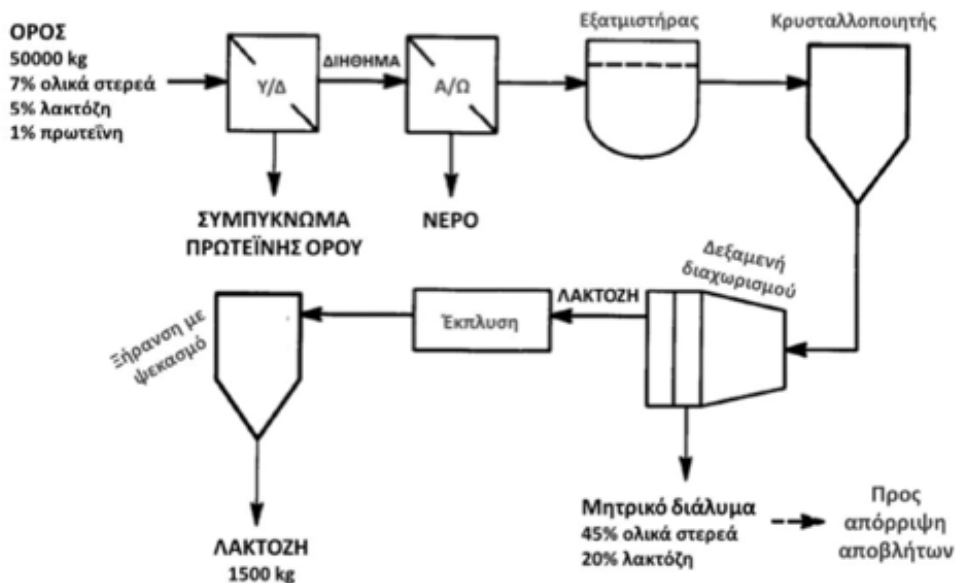 ΟΡΟΣ
50000 kg
7% ολικά στερεά
5% λακτόζη
1% πρωτεΐνη
Υ/Δ
ΔΙΗΘΗΜΑ
Α/Ω
Εξατμιστήρας
Κρυσταλλοποιητής
ΣΥΜΠΥΚΝΩΜΑ
ΠΡΩΤΕΪΝΗΣ ΟΡΟΥ
ΝΕΡΟ
Δεξαμενή
διαχωρισμού
ΛΑΚΤΟΖΗ
Έκπλυση
Ξήρανση με
ψεκασμό
ΛΑΚΤΟΖΗ
1500 kg
Μητρικό διάλυμα
45% ολικά στερεά
20% λακτόζη
Προς
απόρριψη
αποβλήτων